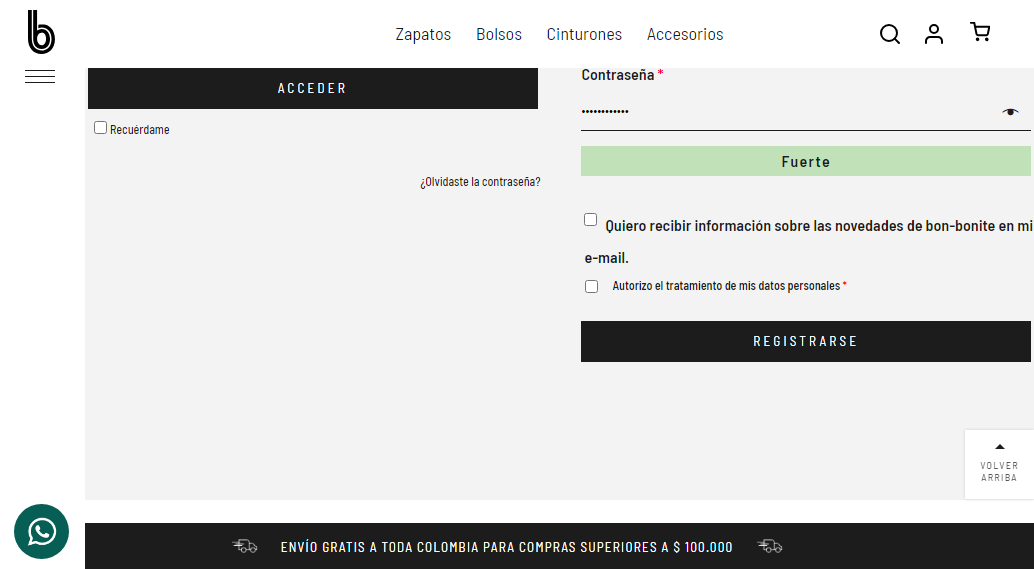 b
Zapatos Bolsos Cinturones Accesorios
ACCEDER
Recuérdame
¿Olvidaste la contraseña?
Contraseña *
••••••••••••
Fuerte
Quiero recibir información sobre las novedades de bon-bonite en mi
e-mail.
Autorizo el tratamiento de mis datos personales *
REGISTRARSE
VOLVER
ARRIBA
ENVÍO GRATIS A TODA COLOMBIA PARA COMPRAS SUPERIORES A $ 100.000